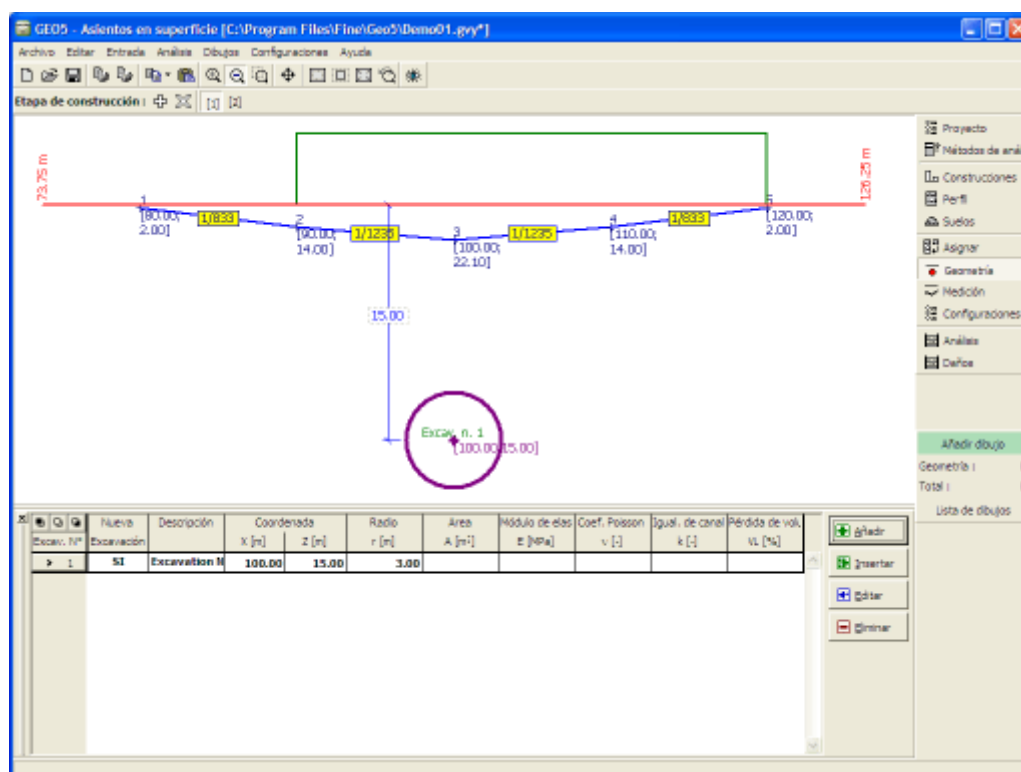 GEO5 - Asientos en superficie [C:\Program Files\Fine\Geo5\Demo01.gvy*]
Archivo Editar Entrada Análisis Dibujos Configuraciones Ayuda
Etapa de construcción : [1] [2]
73.75 m
126.25 m
1
[80.00;
2.00]
1/833
2
[90.00;
14.00]
1/1235
3
[100.00;
22.10]
1/1235
4
[110.00;
14.00]
1/833
5
[120.00;
2.00]
15.00
Excav. n. 1
[100.00;15.00]
Proyecto
Métodos de aná
Construcciones
Perfil
Suelos
Asignar
Geometría
Medición
Configuraciones
Análisis
Daños
Añadir dibujo
Geometría :
Total :
Lista de dibujos
Nueva Descripción Coordenada Radio Area Módulo de elas Coef. Poisson Igual. de canal Pérdida de vol.
Excav. N° Excavación X [m] Z [m] r [m] A [m²] E [MPa] ν [-] k [-] VL [%]
1 SI Excavation N 100.00 15.00 3.00
Añadir
Insertar
Editar
Eliminar